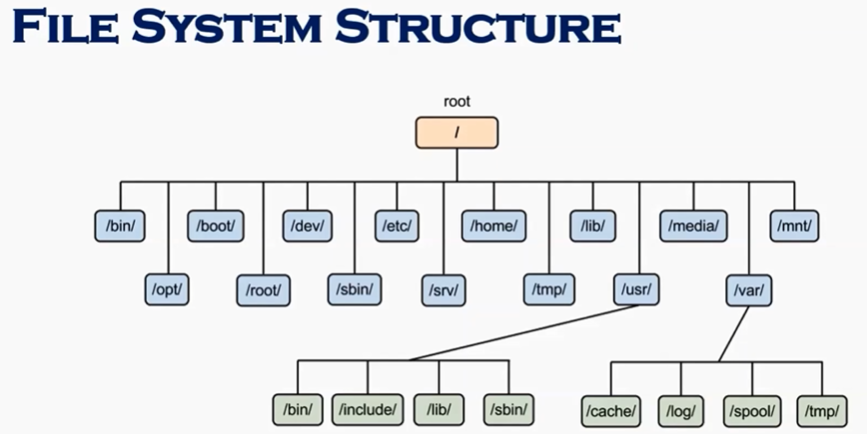 FILE SYSTEM STRUCTURE
root
/
/bin/ /boot/ /dev/ /etc/ /home/ /lib/ /media/ /mnt/
/opt/ /root/ /sbin/ /srv/ /tmp/ /usr/ /var/
/bin/ /include/ /lib/ /sbin/ /cache/ /log/ /spool/ /tmp/